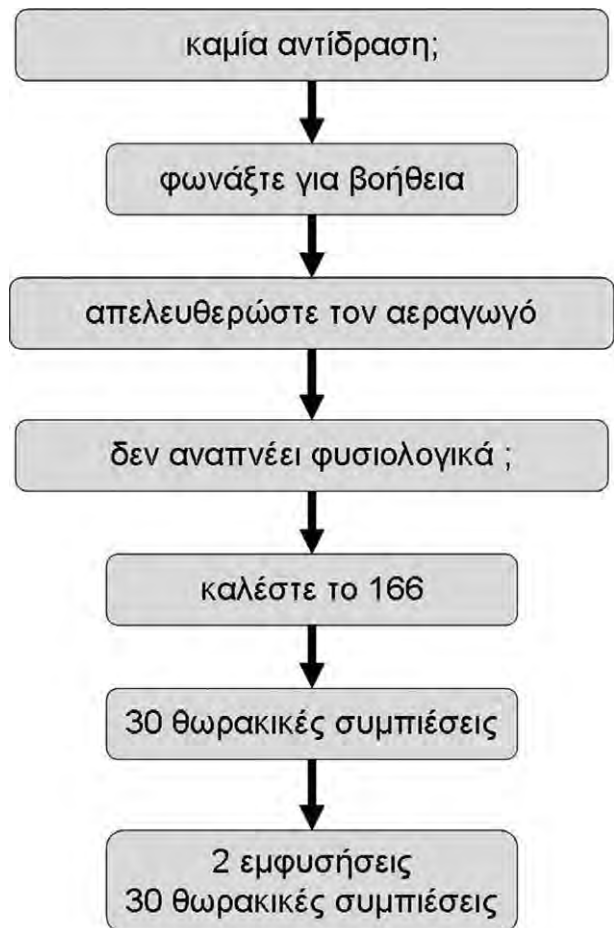 καμία αντίδραση;
φωνάξτε για βοήθεια
απελευθερώστε τον αεραγωγό
δεν αναπνέει φυσιολογικά ;
καλέστε το 166
30 θωρακικές συμπιέσεις
2 εμφυσήσεις
30 θωρακικές συμπιέσεις